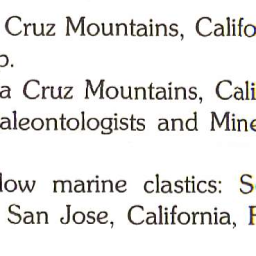 Cruz Mountains, Califo
p.
a Cruz Mountains, Cali
aleontologists and Mine
low marine clastics: S
San Jose, California, F